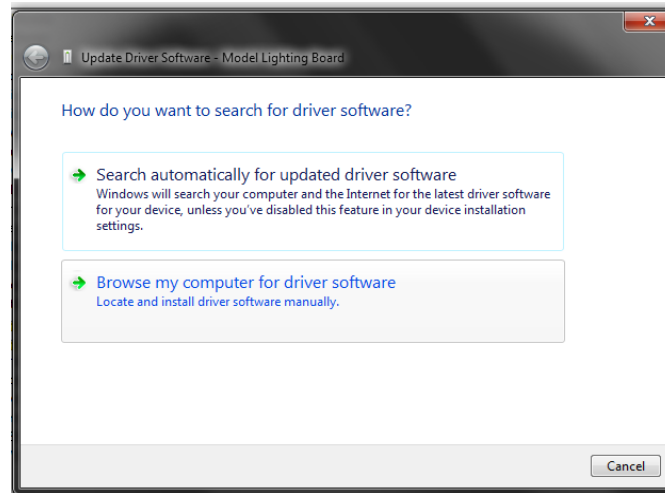 Update Driver Software - Model Lighting Board
How do you want to search for driver software?
Search automatically for updated driver software
Windows will search your computer and the Internet for the latest driver software
for your device, unless you've disabled this feature in your device installation
settings.
Browse my computer for driver software
Locate and install driver software manually.
Cancel